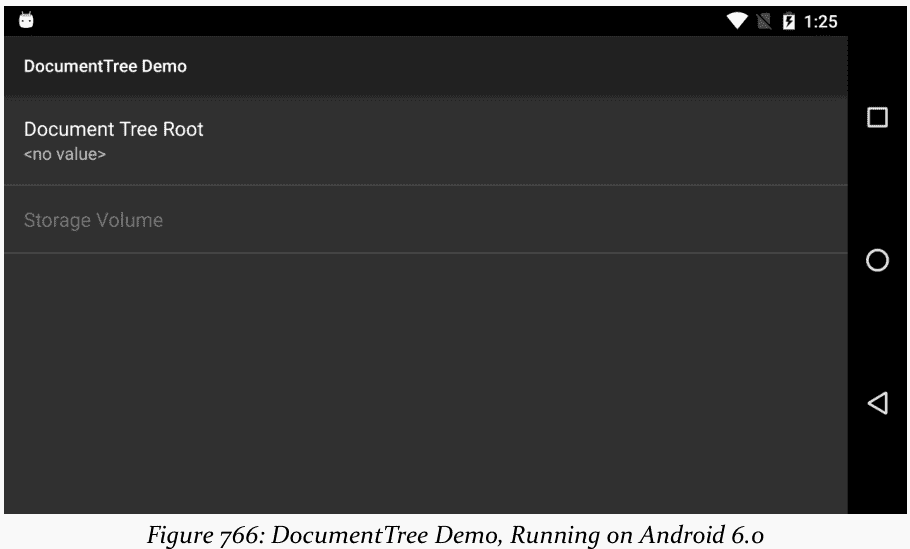 1:25
DocumentTree Demo
Document Tree Root
<no value>
Storage Volume
Figure 766: DocumentTree Demo, Running on Android 6.0